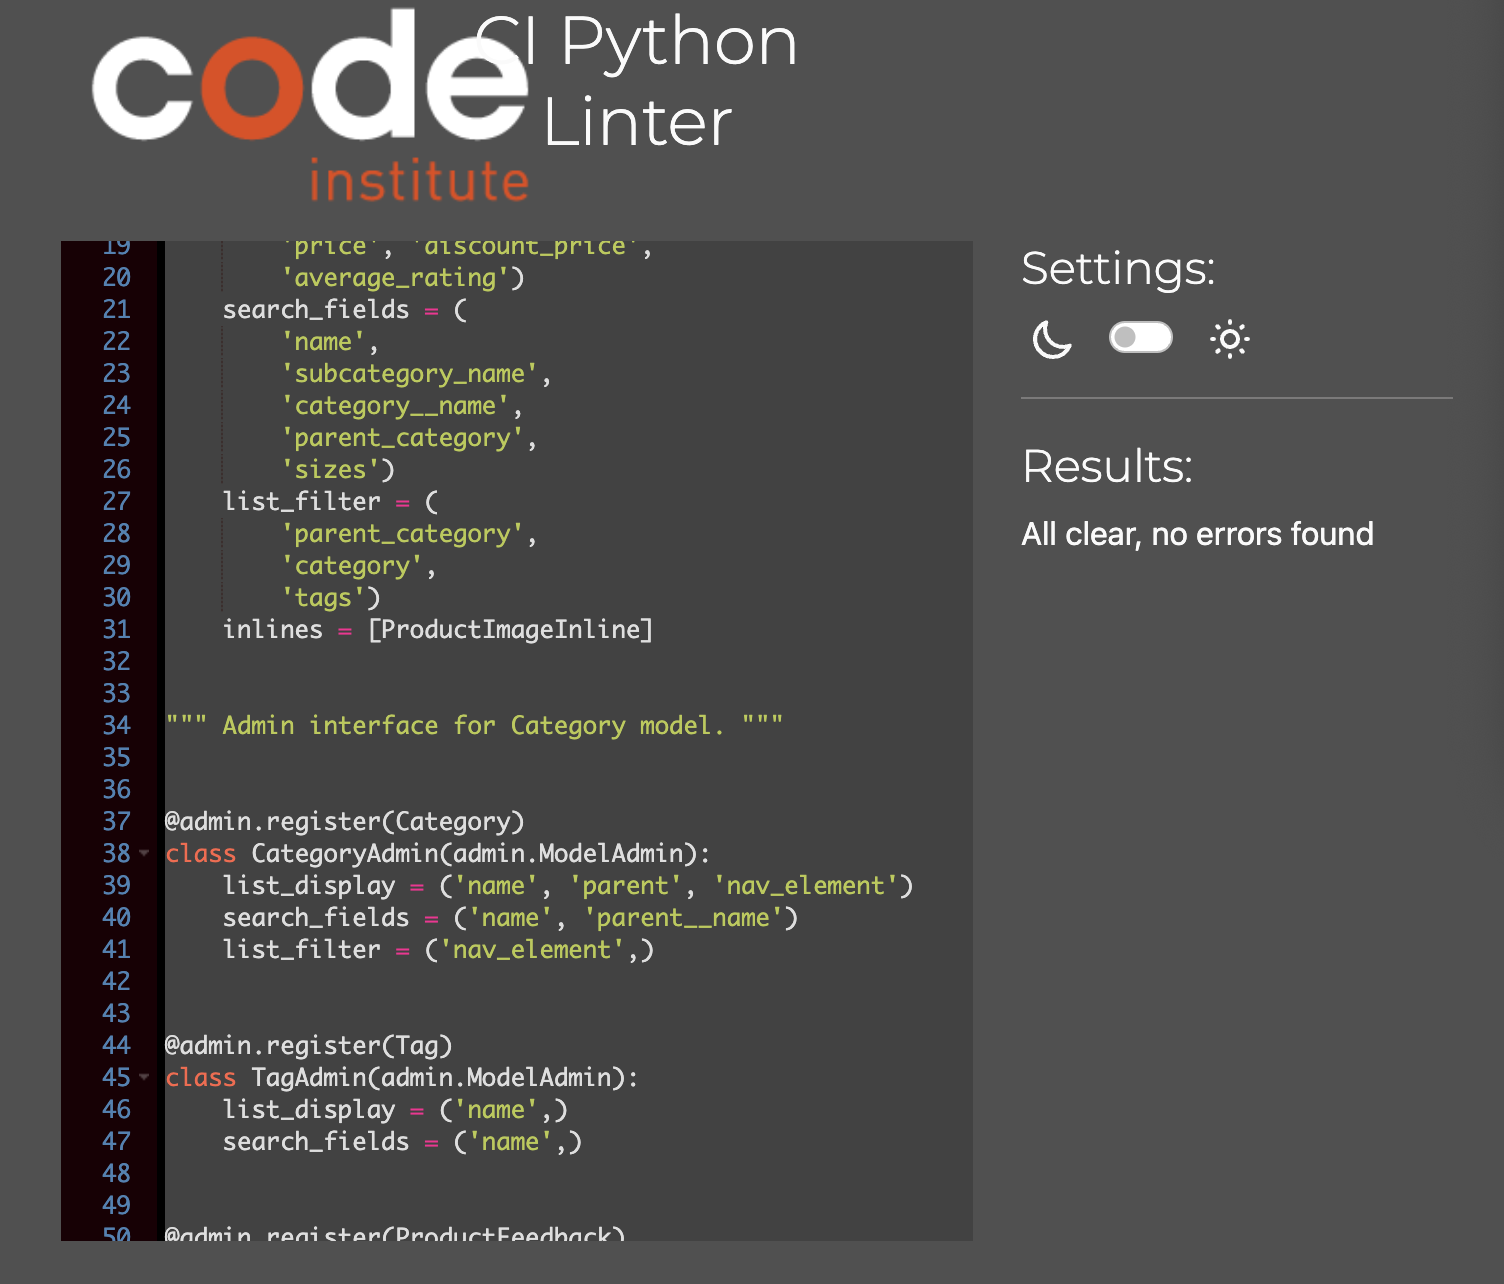 code
institute
CI Python
Linter
19 'price', 'discount_price',
20 'average_rating')
21 search_fields = (
22 'name',
23 'subcategory_name',
24 'category__name',
25 'parent_category',
26 'sizes')
27 list_filter = (
28 'parent_category',
29 'category',
30 'tags')
31 inlines = [ProductImageInline]
32
33
34 """ Admin interface for Category model. """
35
36
37 @admin.register(Category)
38 class CategoryAdmin(admin.ModelAdmin):
39 list_display = ('name', 'parent', 'nav_element')
40 search_fields = ('name', 'parent__name')
41 list_filter = ('nav_element',)
42
43
44 @admin.register(Tag)
45 class TagAdmin(admin.ModelAdmin):
46 list_display = ('name',)
47 search_fields = ('name',)
48
49
50 @admin.register(ProductFeedback)
Settings:
Results:
All clear, no errors found